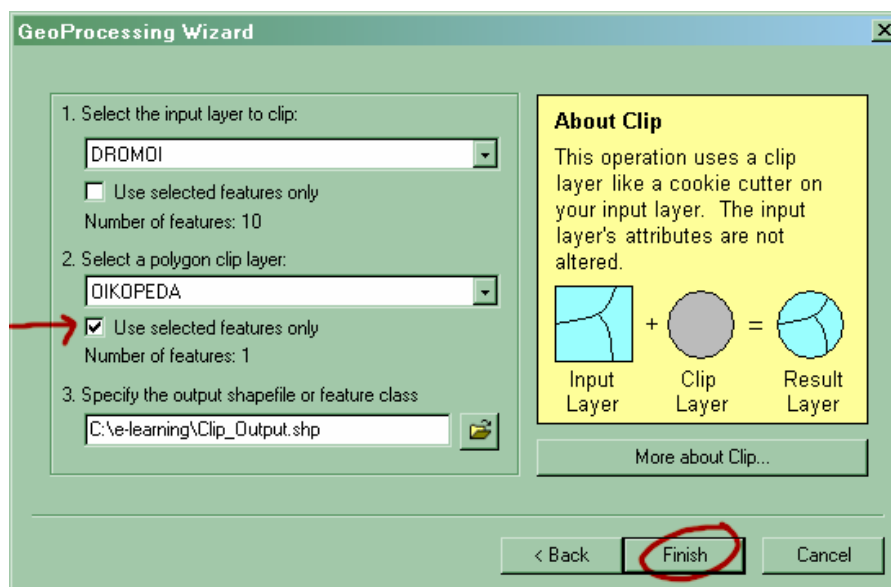 GeoProcessing Wizard
1. Select the input layer to clip:
DROMOI
Use selected features only
Number of features: 10
2. Select a polygon clip layer:
OIKOPEDA
Use selected features only
Number of features: 1
3. Specify the output shapefile or feature class
C:\e-learning\Clip_Output.shp
About Clip
This operation uses a clip
layer like a cookie cutter on
your input layer. The input
layer's attributes are not
altered.
+
=
Input
Layer
Clip
Layer
Result
Layer
More about Clip...
< Back
Finish
Cancel